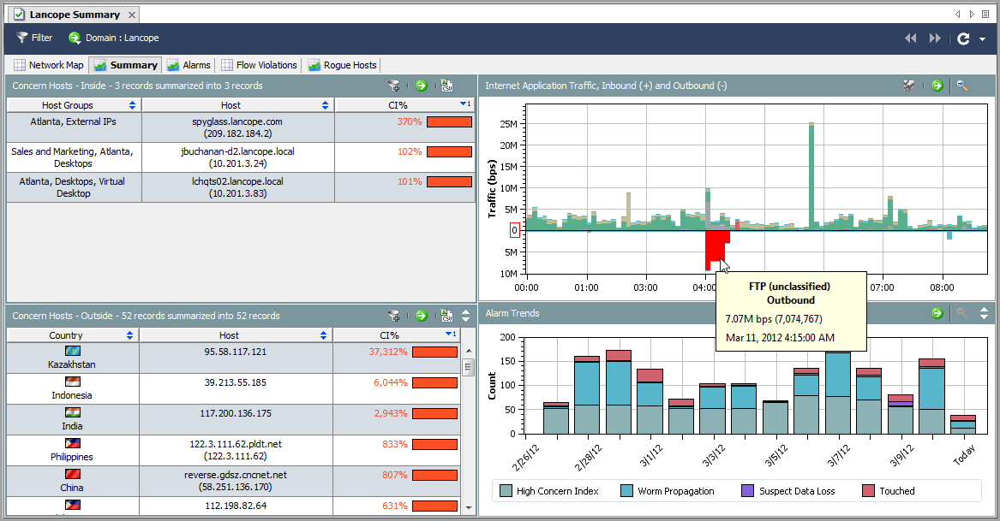 Lancope Summary
Filter
Domain : Lancope
Network Map
Summary
Alarms
Flow Violations
Rogue Hosts
Concern Hosts - Inside - 3 records summarized into 3 records
CSV
Host Groups
Host
CI%
1
Atlanta, External IPs
spyglass.lancope.com
(209.182.184.2)
370%
Sales and Marketing, Atlanta,
Desktops
jbuchanan-d2.lancope.local
(10.201.3.24)
102%
Atlanta, Desktops, Virtual
Desktop
lchqts02.lancope.local
(10.201.3.83)
101%
Internet Application Traffic, Inbound (+) and Outbound (-)
Traffic (bps)
25M
20M
15M
10M
5M
0
5M
10M
00:00
01:00
02:00
03:00
04:00
07:00
08:00
FTP (unclassified)
Outbound
7.07M bps (7,074,767)
Mar 11, 2012 4:15:00 AM
Concern Hosts - Outside - 52 records summarized into 52 records
CSV
Country
Host
CI%
1
Kazakhstan
95.58.117.121
37,312%
Indonesia
39.213.55.185
6,044%
India
117.200.136.175
2,943%
Philippines
122.3.111.62.pldt.net
(122.3.111.62)
833%
China
reverse.gdsz.cncnet.net
(58.251.136.170)
807%
112.198.82.64
631%
Alarm Trends
Count
200
150
100
50
0
2/26/12
2/28/12
3/1/12
3/3/12
3/5/12
3/7/12
3/9/12
Today
High Concern Index
Worm Propagation
Suspect Data Loss
Touched